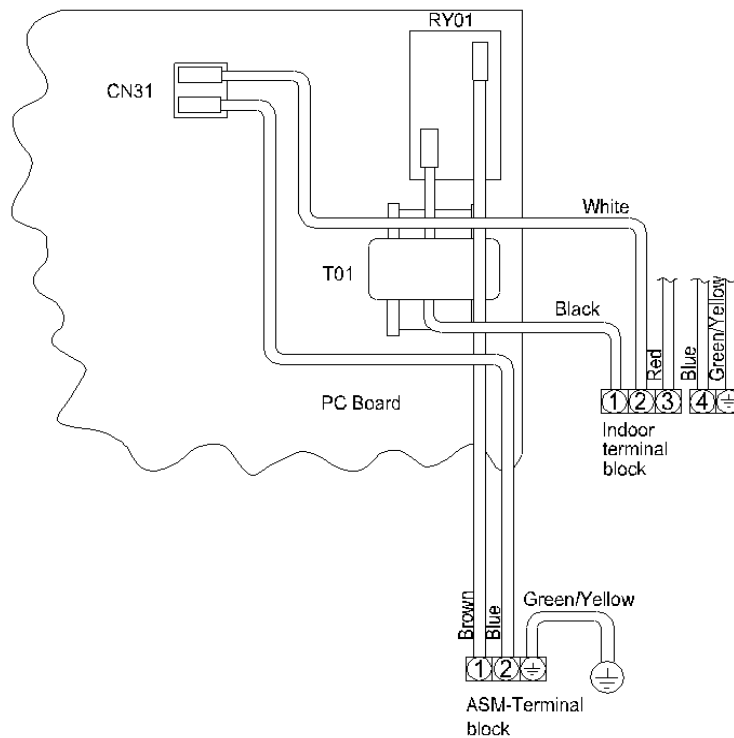 RY01
CN31
White
T01
Black
Red
Blue
Green/Yellow
PC Board
1 2 3 4
Indoor
terminal
block
Brown
Blue
Green/Yellow
1 2
ASM-Terminal
block